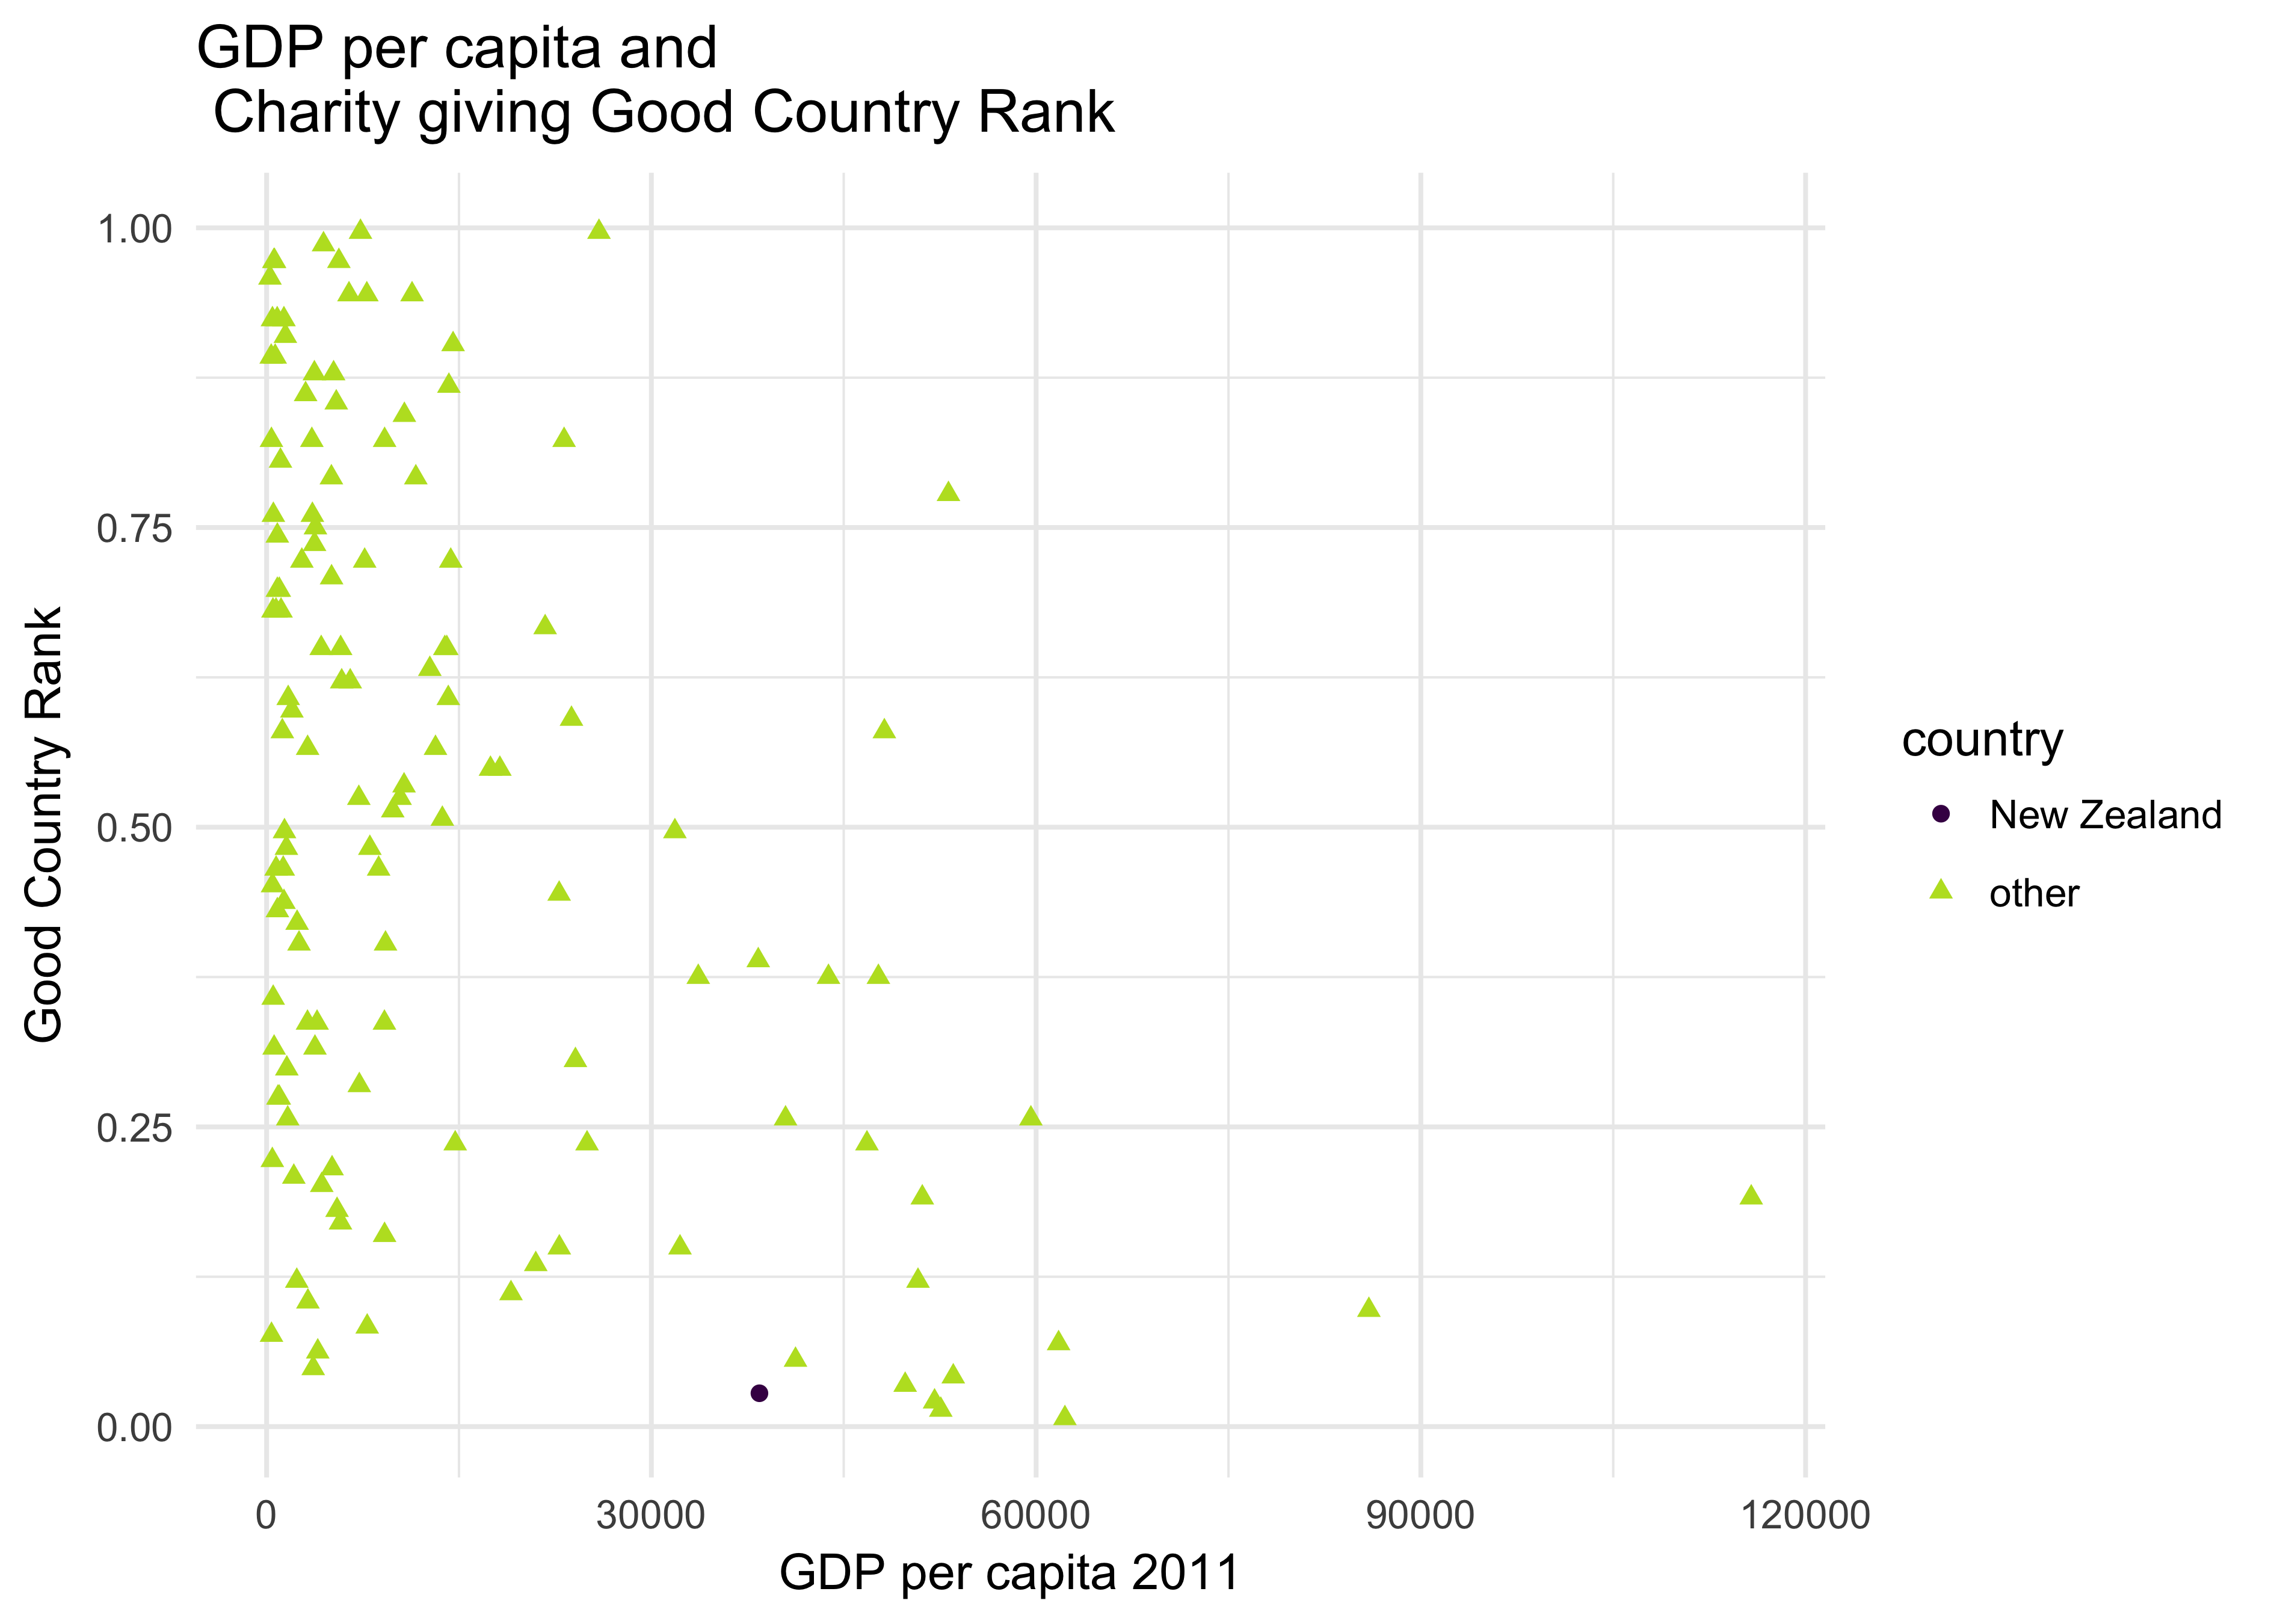 GDP per capita and
Charity giving Good Country Rank
1.00
0.75
0.50
0.25
0.00
Good Country Rank
0
30000
60000
90000
120000
GDP per capita 2011
country
New Zealand
other